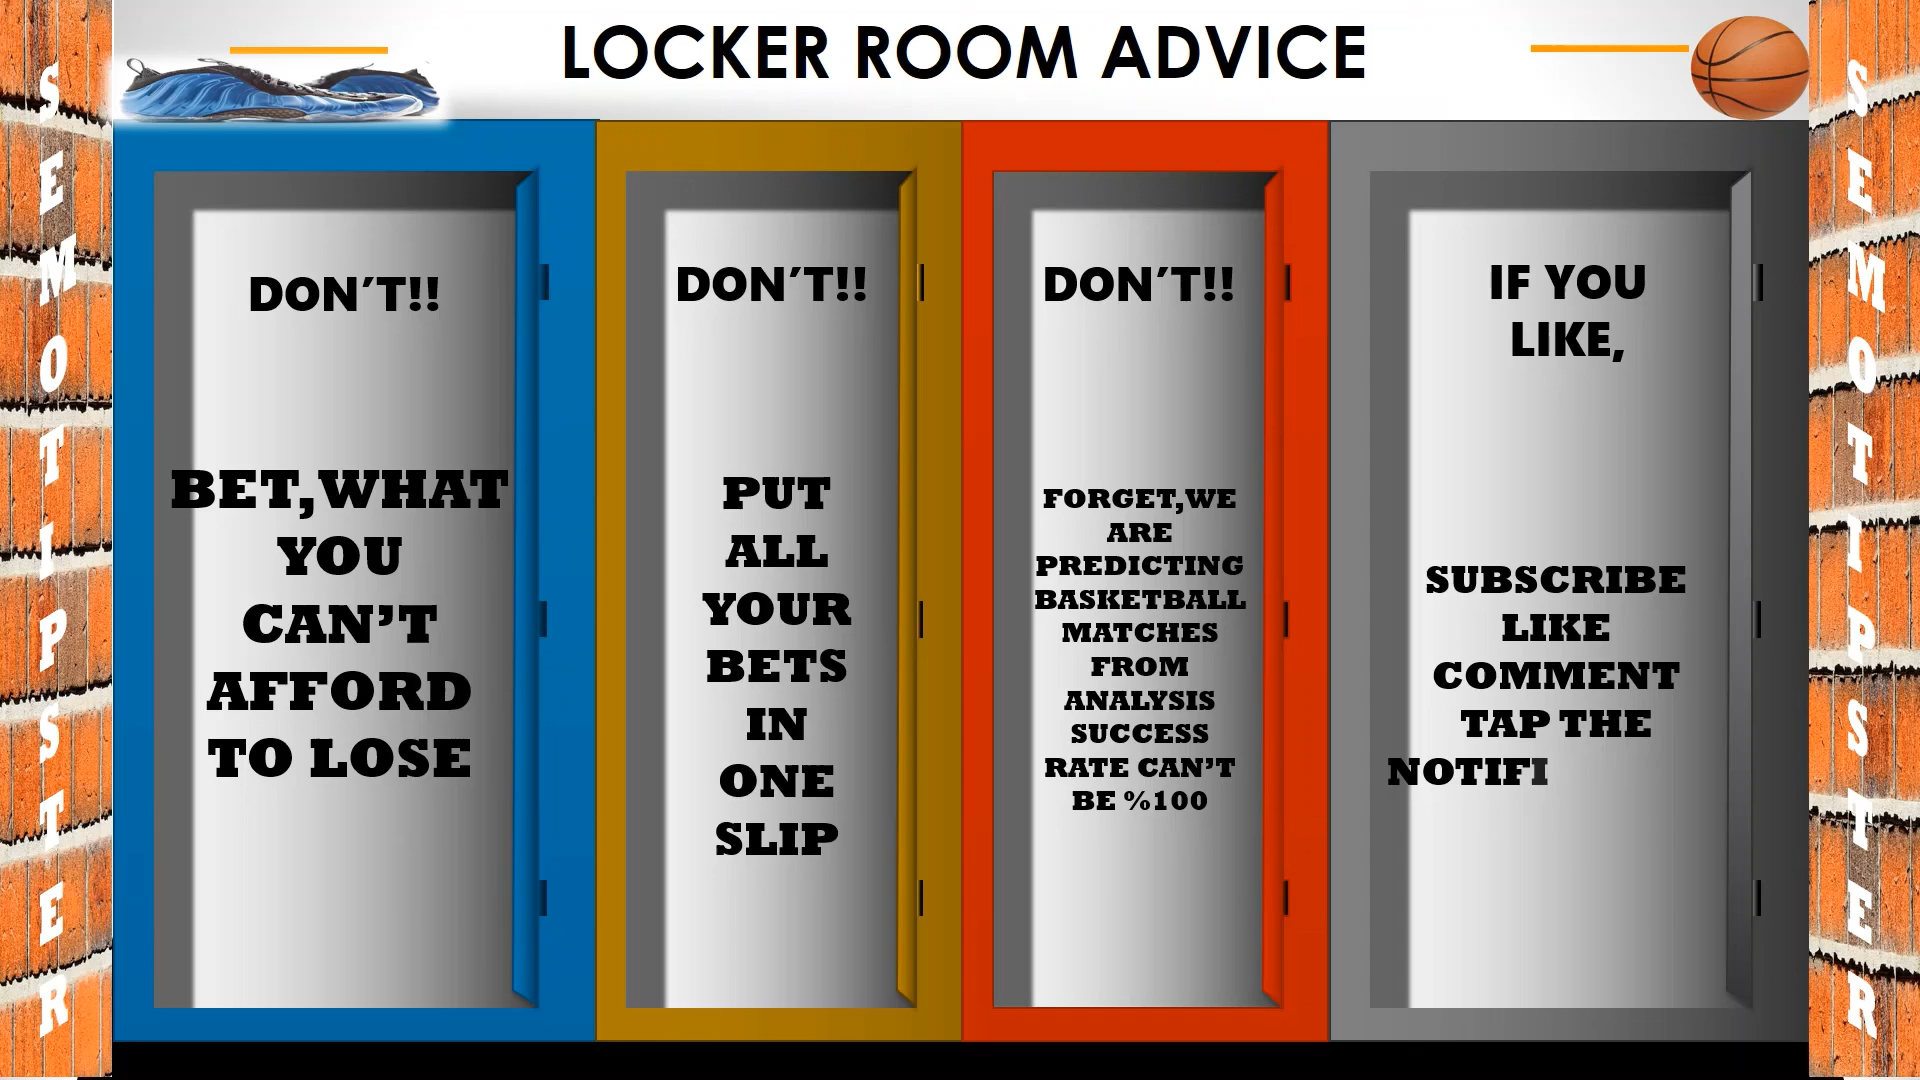 LOCKER ROOM ADVICE
SEMOTIPSTER
DON'T!!
BET,WHAT
YOU
CAN'T
AFFORD
TO LOSE
DON'T!!
PUT
ALL
YOUR
BETS
IN
ONE
SLIP
DON'T!!
FORGET,WE
ARE
PREDICTING
BASKETBALL
MATCHES
FROM
ANALYSIS
SUCCESS
RATE CAN'T
BE %100
IF YOU
LIKE,
SUBSCRIBE
LIKE
COMMENT
TAP THE
NOTIFI
SEMOTIPSTER